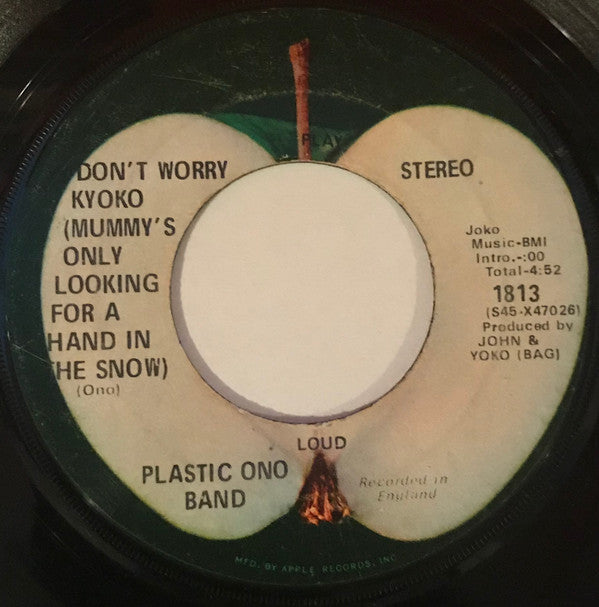 PLAY
DON'T WORRY
KYOKO
(MUMMY'S
ONLY
LOOKING
FOR A
HAND IN
THE SNOW)
(Ono)
STEREO
Joko
Music-BMI
Intro.-:00
Total-4:52
1813
(S45-X47026)
Produced by
JOHN &
YOKO (BAG)
LOUD
PLASTIC ONO
BAND
Recorded in
England
MFD. BY APPLE RECORDS, INC.